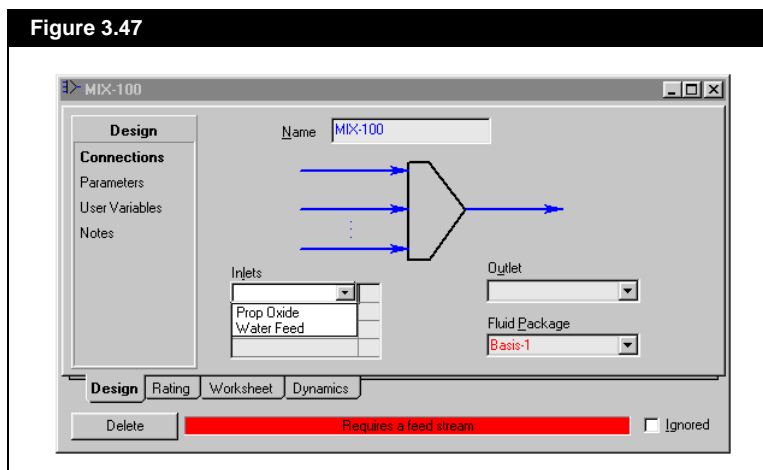 Figure 3.47
MIX-100
Design
Connections
Parameters
User Variables
Notes
Name MIX-100
Inlets
Prop Oxide
Water Feed
Outlet
Fluid Package
Basis-1
Design Rating Worksheet Dynamics
Delete Requires a feed stream Ignored